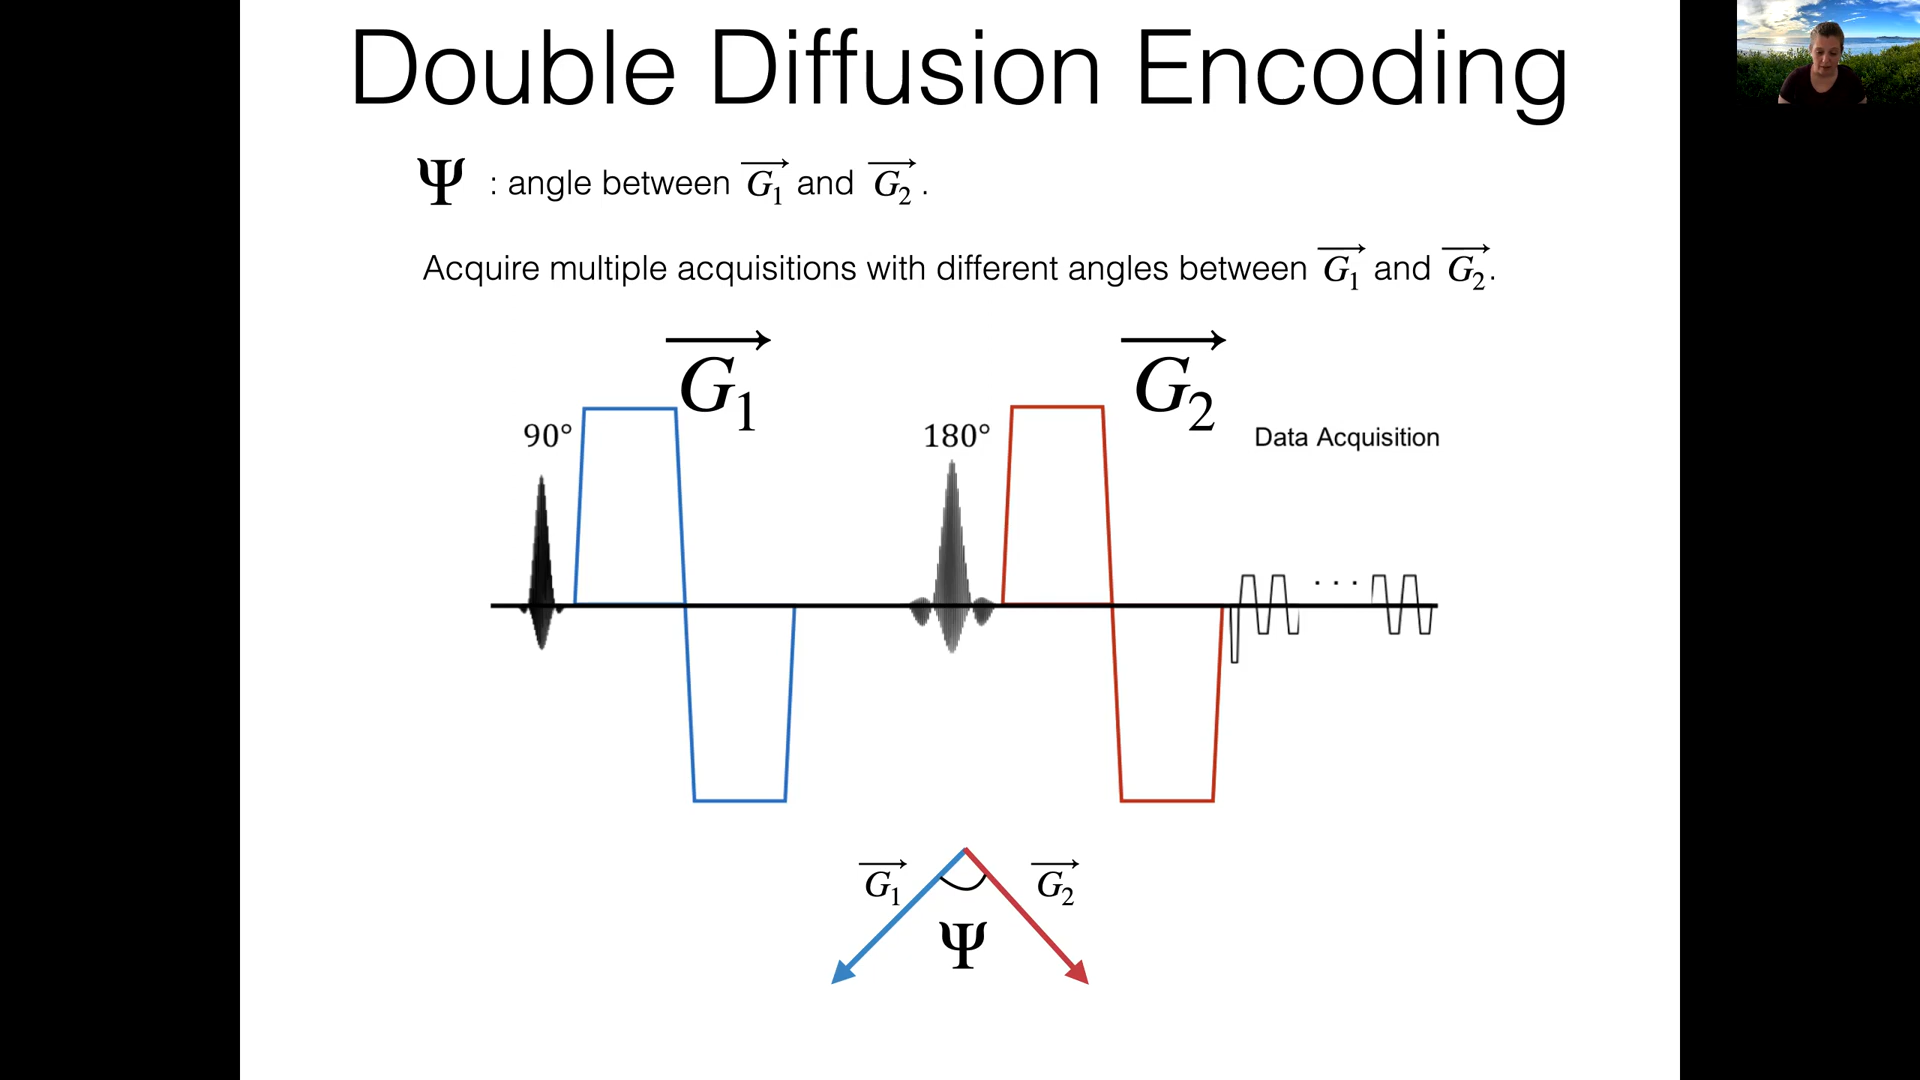 Double Diffusion Encoding
Ψ : angle between G₁ and G₂ .
Acquire multiple acquisitions with different angles between G₁ and G₂.
G₁
G₂
90°
180°
Data Acquisition
. . .
G₁
G₂
Ψ